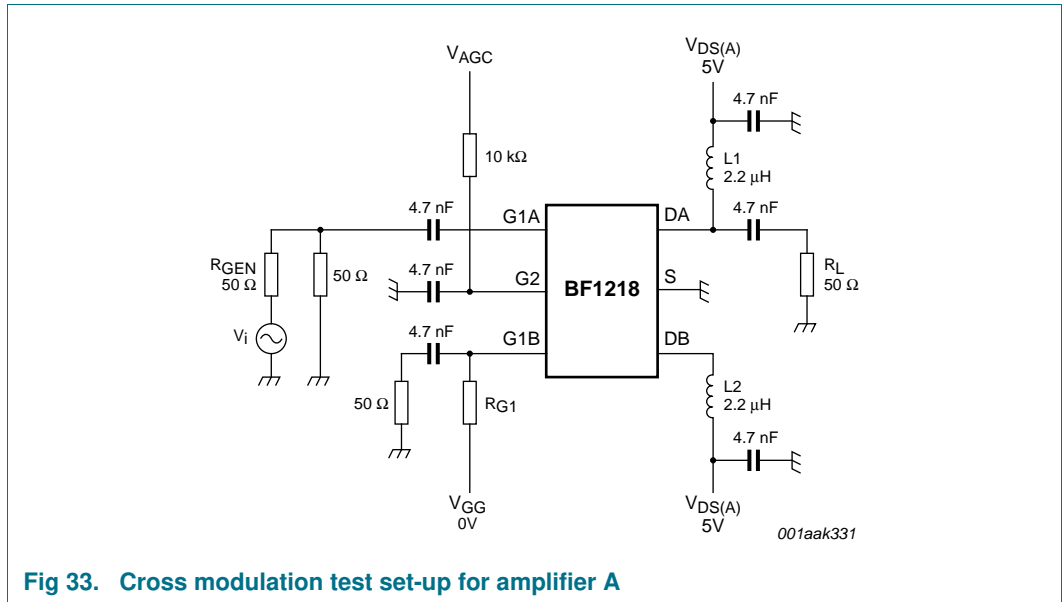 V_AGC
V_DS(A)
5V
4.7 nF
10 kΩ
L1
2.2 μH
4.7 nF
G1A
DA
4.7 nF
R_GEN
50 Ω
50 Ω
4.7 nF
G2
BF1218
S
R_L
50 Ω
V_i
4.7 nF
G1B
DB
50 Ω
R_G1
L2
2.2 μH
4.7 nF
V_GG
0V
V_DS(A)
5V
001aak331
Fig 33. Cross modulation test set-up for amplifier A